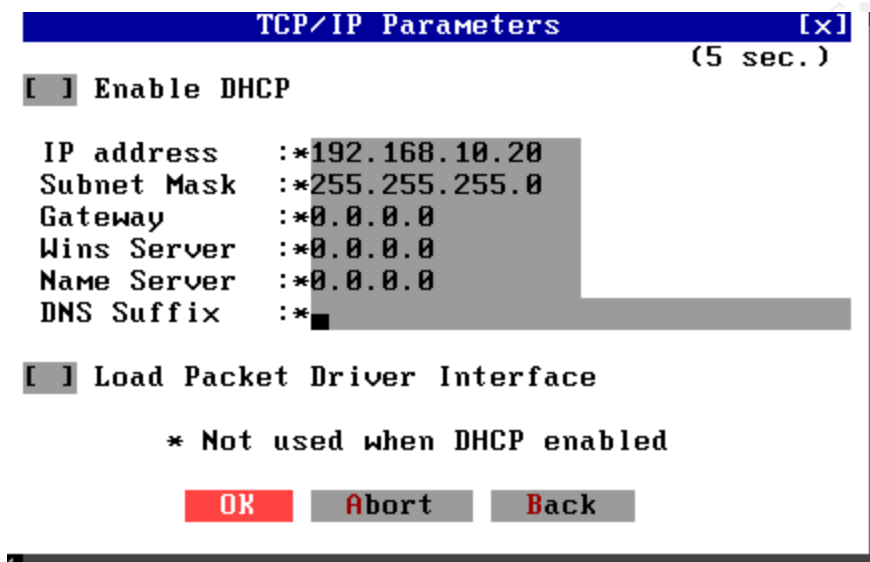 TCP/IP Parameters [x]
(5 sec.)
[ ] Enable DHCP
IP address :*192.168.10.20
Subnet Mask :*255.255.255.0
Gateway :*0.0.0.0
Wins Server :*0.0.0.0
Name Server :*0.0.0.0
DNS Suffix :*
[ ] Load Packet Driver Interface
* Not used when DHCP enabled
OK Abort Back